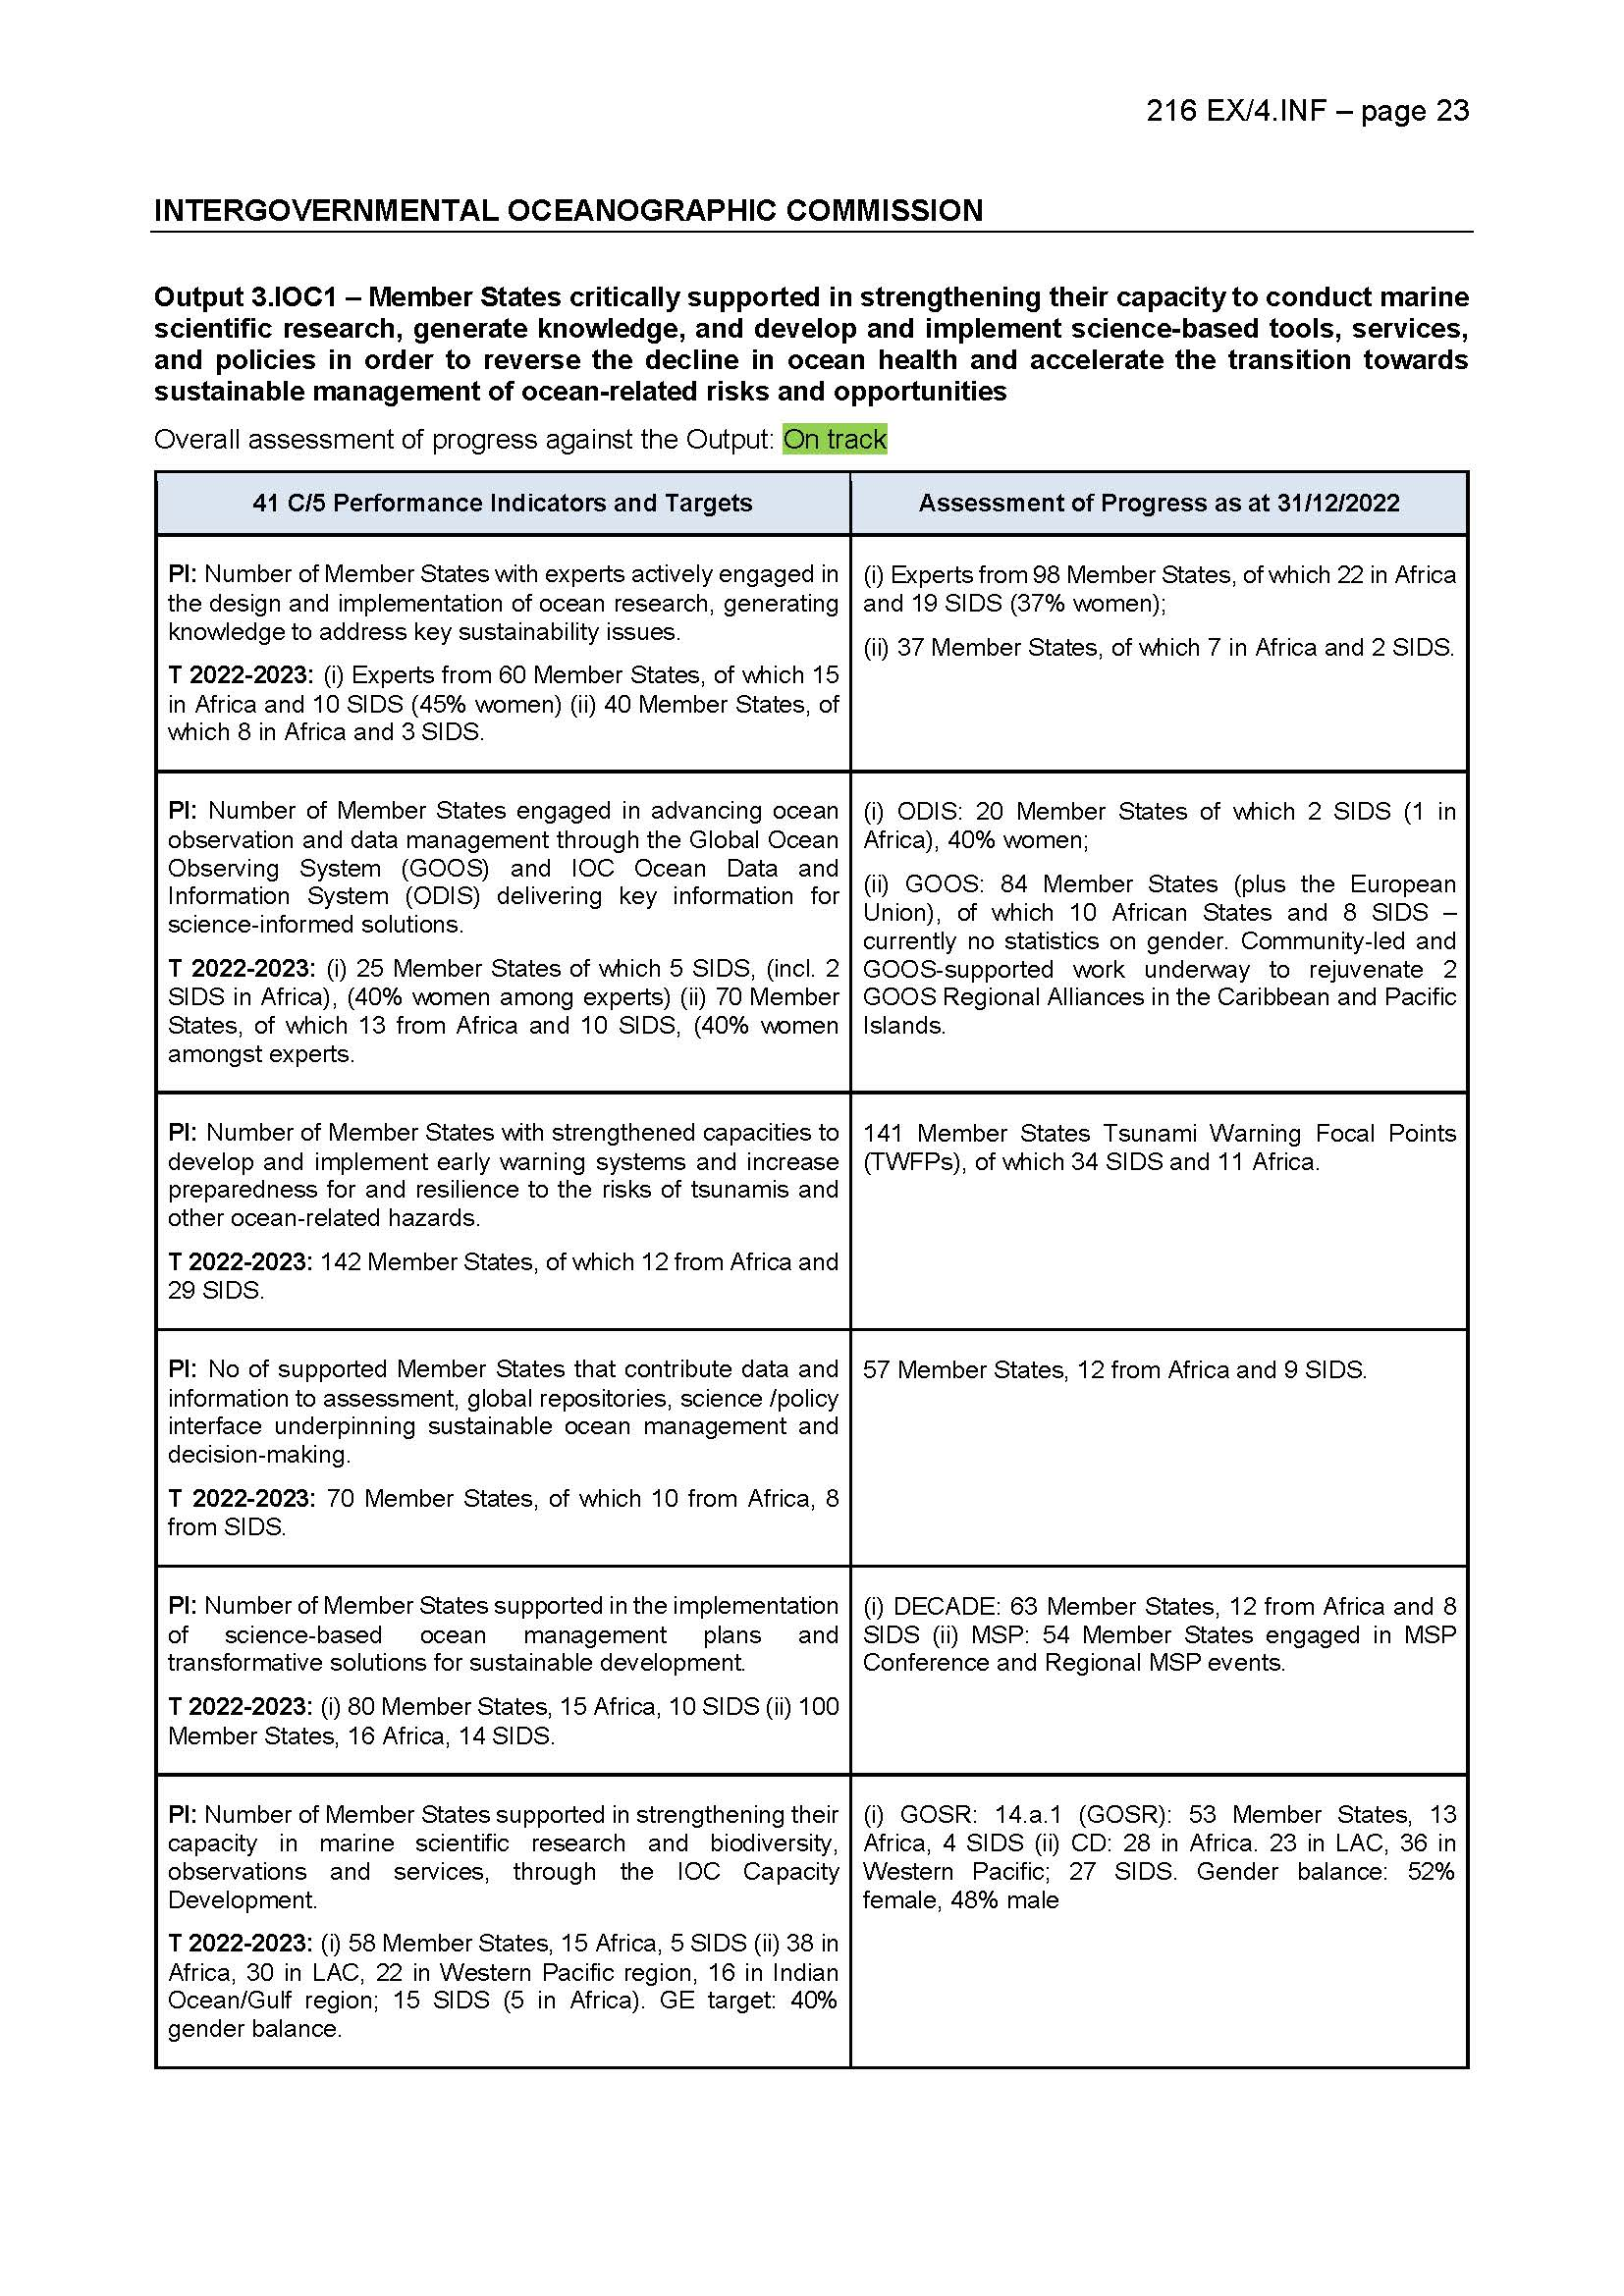 216 EX/4.INF – page 23
INTERGOVERNMENTAL OCEANOGRAPHIC COMMISSION
Output 3.IOC1 – Member States critically supported in strengthening their capacity to conduct marine
scientific research, generate knowledge, and develop and implement science-based tools, services,
and policies in order to reverse the decline in ocean health and accelerate the transition towards
sustainable management of ocean-related risks and opportunities
Overall assessment of progress against the Output: On track
41 C/5 Performance Indicators and Targets
Assessment of Progress as at 31/12/2022
PI: Number of Member States with experts actively engaged in
the design and implementation of ocean research, generating
knowledge to address key sustainability issues.
T 2022-2023: (i) Experts from 60 Member States, of which 15
in Africa and 10 SIDS (45% women) (ii) 40 Member States, of
which 8 in Africa and 3 SIDS.
(i) Experts from 98 Member States, of which 22 in Africa
and 19 SIDS (37% women);
(ii) 37 Member States, of which 7 in Africa and 2 SIDS.
PI: Number of Member States engaged in advancing ocean
observation and data management through the Global Ocean
Observing System (GOOS) and IOC Ocean Data and
Information System (ODIS) delivering key information for
science-informed solutions.
T 2022-2023: (i) 25 Member States of which 5 SIDS, (incl. 2
SIDS in Africa), (40% women among experts) (ii) 70 Member
States, of which 13 from Africa and 10 SIDS, (40% women
amongst experts.
(i) ODIS: 20 Member States of which 2 SIDS (1 in
Africa), 40% women;
(ii) GOOS: 84 Member States (plus the European
Union), of which 10 African States and 8 SIDS –
currently no statistics on gender. Community-led and
GOOS-supported work underway to rejuvenate 2
GOOS Regional Alliances in the Caribbean and Pacific
Islands.
PI: Number of Member States with strengthened capacities to
develop and implement early warning systems and increase
preparedness for and resilience to the risks of tsunamis and
other ocean-related hazards.
T 2022-2023: 142 Member States, of which 12 from Africa and
29 SIDS.
141 Member States Tsunami Warning Focal Points
(TWFPs), of which 34 SIDS and 11 Africa.
PI: No of supported Member States that contribute data and
information to assessment, global repositories, science /policy
interface underpinning sustainable ocean management and
decision-making.
T 2022-2023: 70 Member States, of which 10 from Africa, 8
from SIDS.
57 Member States, 12 from Africa and 9 SIDS.
PI: Number of Member States supported in the implementation
of science-based ocean management plans and
transformative solutions for sustainable development.
T 2022-2023: (i) 80 Member States, 15 Africa, 10 SIDS (ii) 100
Member States, 16 Africa, 14 SIDS.
(i) DECADE: 63 Member States, 12 from Africa and 8
SIDS (ii) MSP: 54 Member States engaged in MSP
Conference and Regional MSP events.
PI: Number of Member States supported in strengthening their
capacity in marine scientific research and biodiversity,
observations and services, through the IOC Capacity
Development.
T 2022-2023: (i) 58 Member States, 15 Africa, 5 SIDS (ii) 38 in
Africa, 30 in LAC, 22 in Western Pacific region, 16 in Indian
Ocean/Gulf region; 15 SIDS (5 in Africa). GE target: 40%
gender balance.
(i) GOSR: 14.a.1 (GOSR): 53 Member States, 13
Africa, 4 SIDS (ii) CD: 28 in Africa. 23 in LAC, 36 in
Western Pacific; 27 SIDS. Gender balance: 52%
female, 48% male